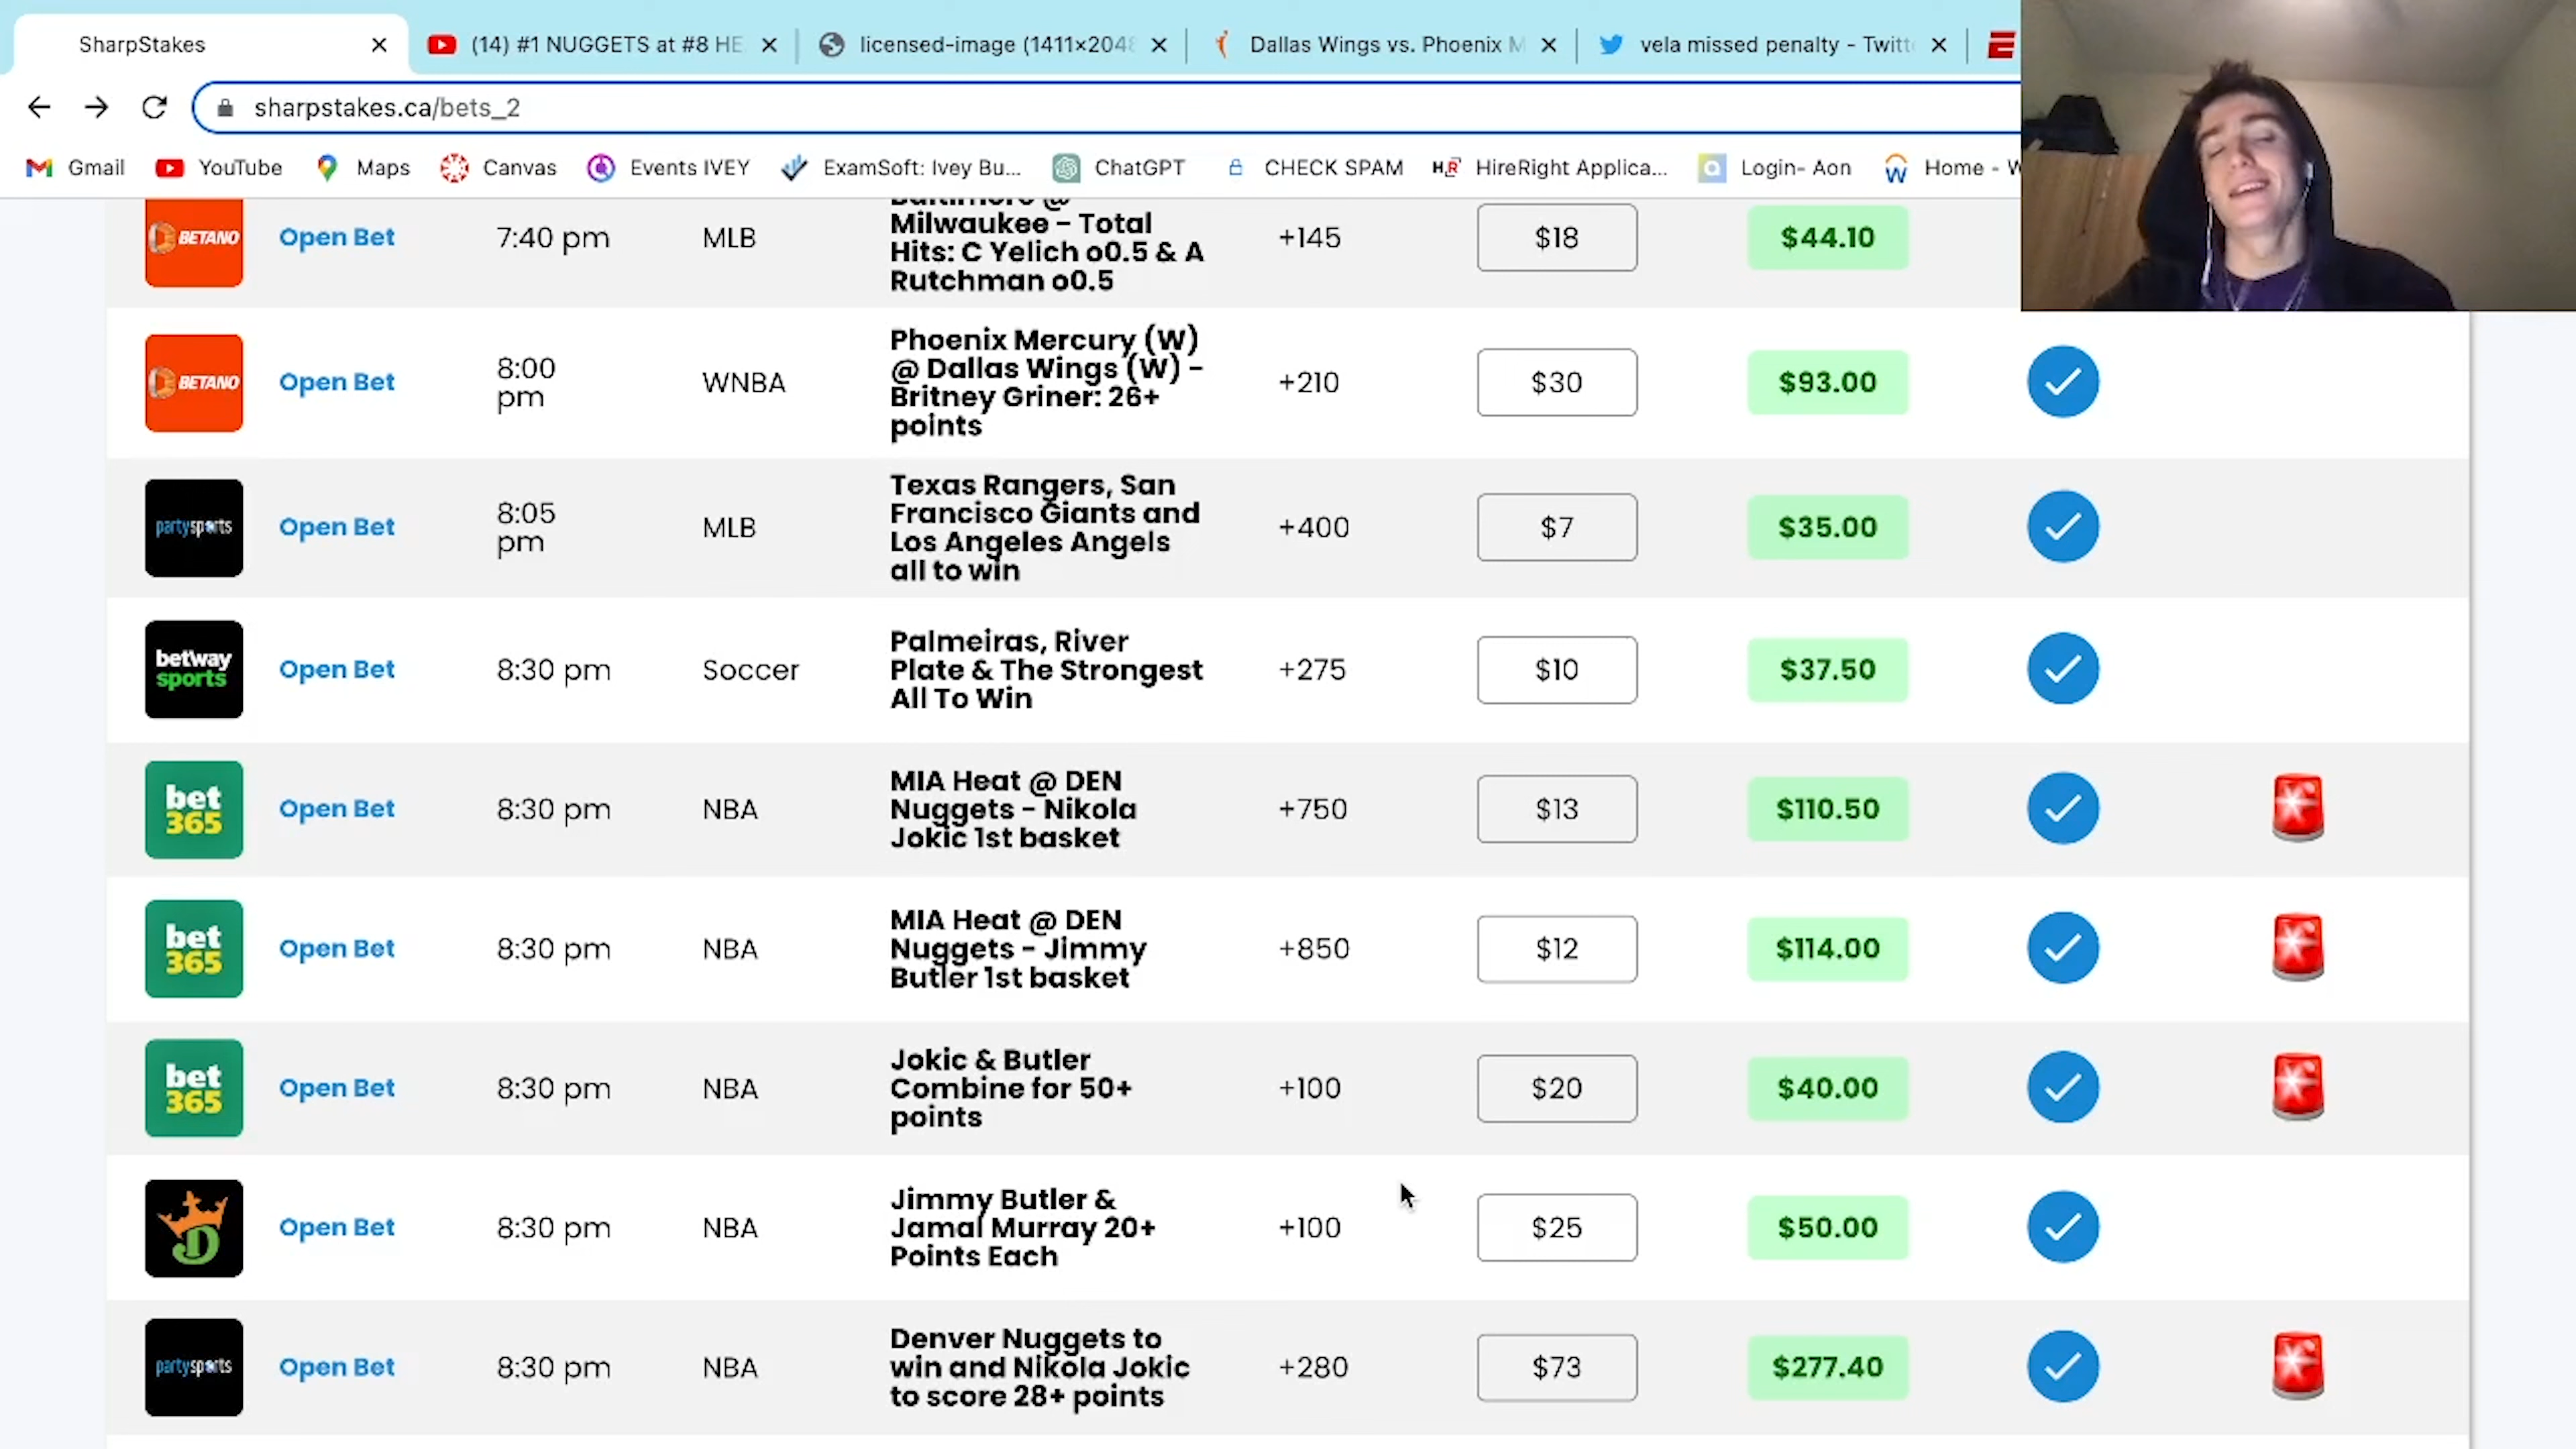 SharpStakes
(14) #1 NUGGETS at #8 HE
licensed-image (1411×2048
Dallas Wings vs. Phoenix M
vela missed penalty - Twitt
sharpstakes.ca/bets_2
Gmail
YouTube
Maps
Canvas
Events IVEY
ExamSoft: Ivey Bu...
ChatGPT
CHECK SPAM
HireRight Applica...
Login- Aon
Home - W
BETANO
Open Bet
7:40 pm
MLB
Baltimore @
Milwaukee - Total
Hits: C Yelich o0.5 & A
Rutchman o0.5
+145
$18
$44.10
BETANO
Open Bet
8:00
pm
WNBA
Phoenix Mercury (W)
@ Dallas Wings (W) -
Britney Griner: 26+
points
+210
$30
$93.00
partysports
Open Bet
8:05
pm
MLB
Texas Rangers, San
Francisco Giants and
Los Angeles Angels
all to win
+400
$7
$35.00
betway
sports
Open Bet
8:30 pm
Soccer
Palmeiras, River
Plate & The Strongest
All To Win
+275
$10
$37.50
bet
365
Open Bet
8:30 pm
NBA
MIA Heat @ DEN
Nuggets - Nikola
Jokic 1st basket
+750
$13
$110.50
bet
365
Open Bet
8:30 pm
NBA
MIA Heat @ DEN
Nuggets - Jimmy
Butler 1st basket
+850
$12
$114.00
bet
365
Open Bet
8:30 pm
NBA
Jokic & Butler
Combine for 50+
points
+100
$20
$40.00
Open Bet
8:30 pm
NBA
Jimmy Butler &
Jamal Murray 20+
Points Each
+100
$25
$50.00
partysports
Open Bet
8:30 pm
NBA
Denver Nuggets to
win and Nikola Jokic
to score 28+ points
+280
$73
$277.40